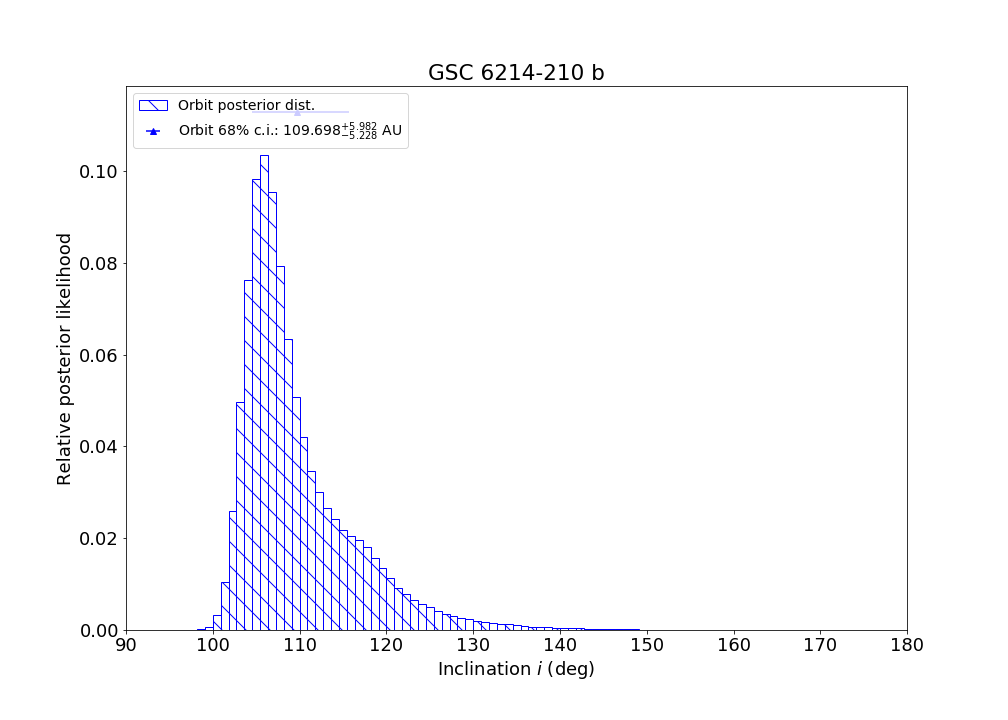 GSC 6214-210 b
Orbit posterior dist.
Orbit 68% c.i.: 109.698$^{+5.982}_{-5.228}$ AU
Relative posterior likelihood
0.10
0.08
0.06
0.04
0.02
0.00
90 100 110 120 130 140 150 160 170 180
Inclination i (deg)